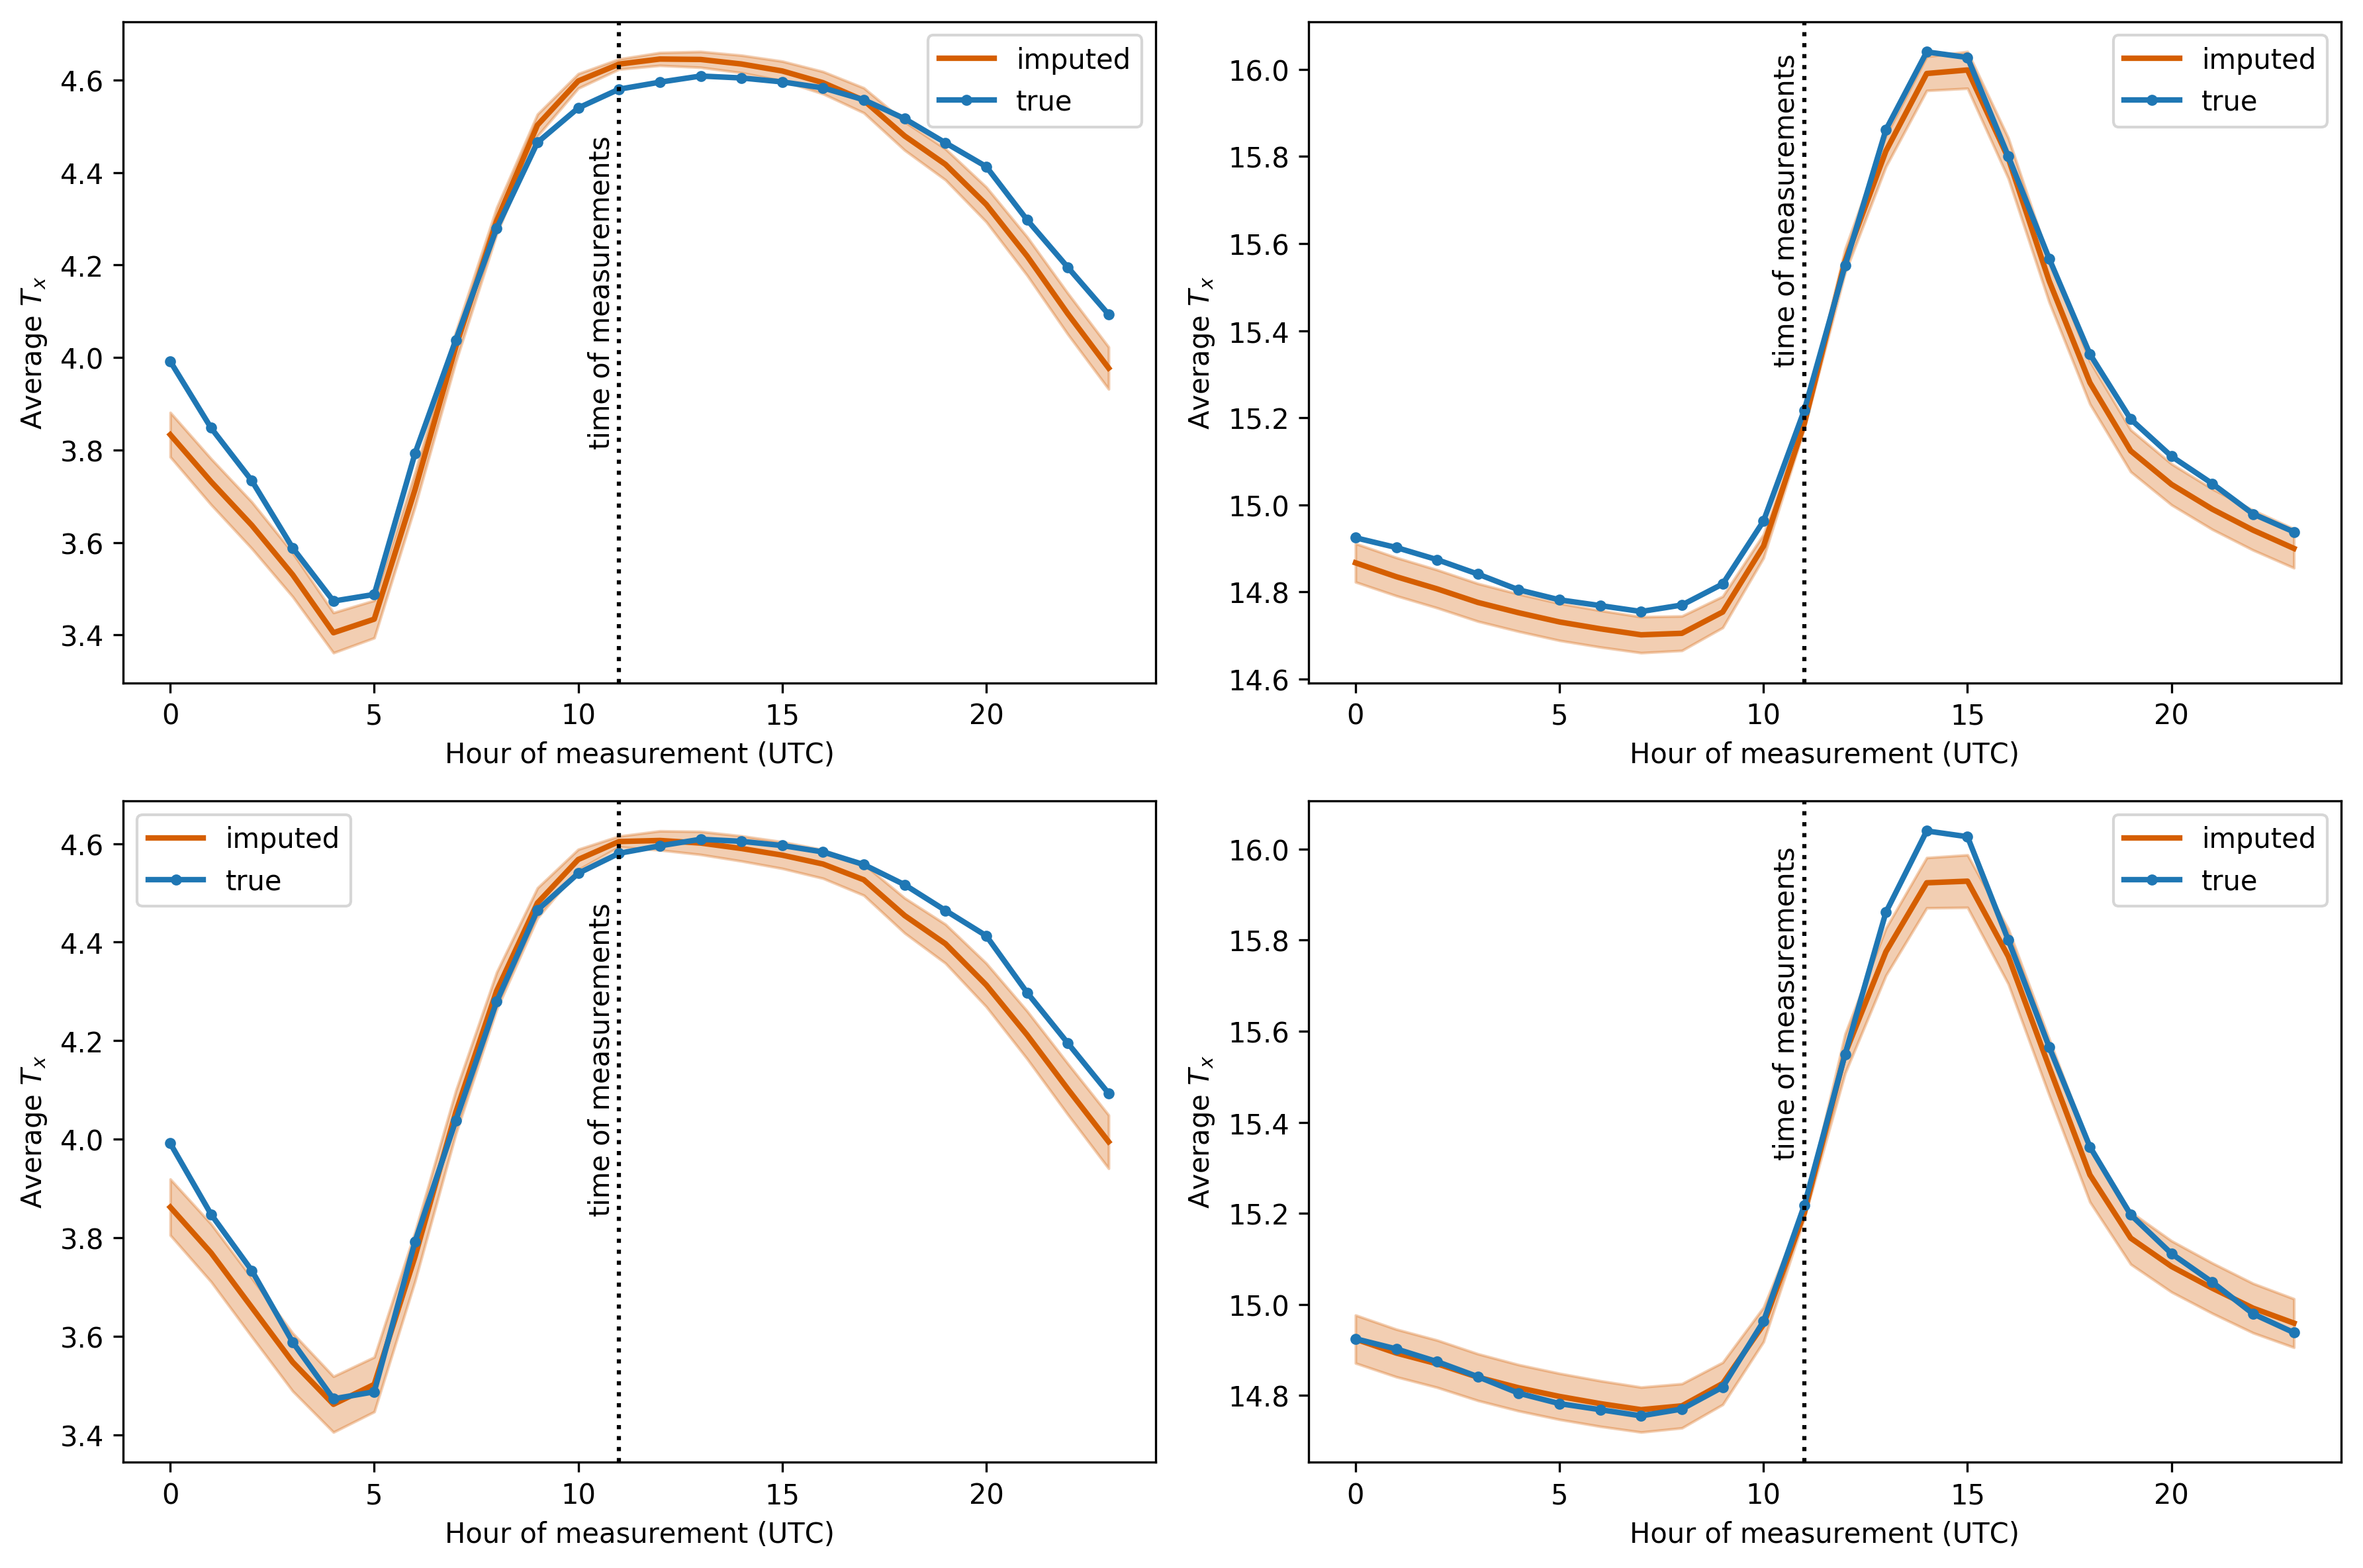 imputed
true
time of measurements
4.6
4.4
4.2
4.0
3.8
3.6
3.4
Average Tₓ
0 5 10 15 20
Hour of measurement (UTC)
imputed
true
time of measurements
16.0
15.8
15.6
15.4
15.2
15.0
14.8
14.6
Average Tₓ
0 5 10 15 20
Hour of measurement (UTC)
imputed
true
time of measurements
4.6
4.4
4.2
4.0
3.8
3.6
3.4
Average Tₓ
0 5 10 15 20
Hour of measurement (UTC)
imputed
true
time of measurements
16.0
15.8
15.6
15.4
15.2
15.0
14.8
Average Tₓ
0 5 10 15 20
Hour of measurement (UTC)